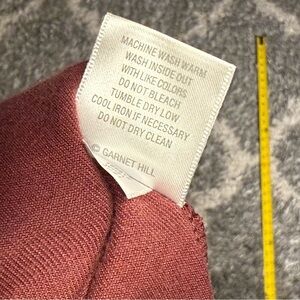 MACHINE WASH WARM
WASH INSIDE OUT
WITH LIKE COLORS
DO NOT BLEACH
TUMBLE DRY LOW
COOL IRON IF NECESSARY
DO NOT DRY CLEAN
© GARNET HILL